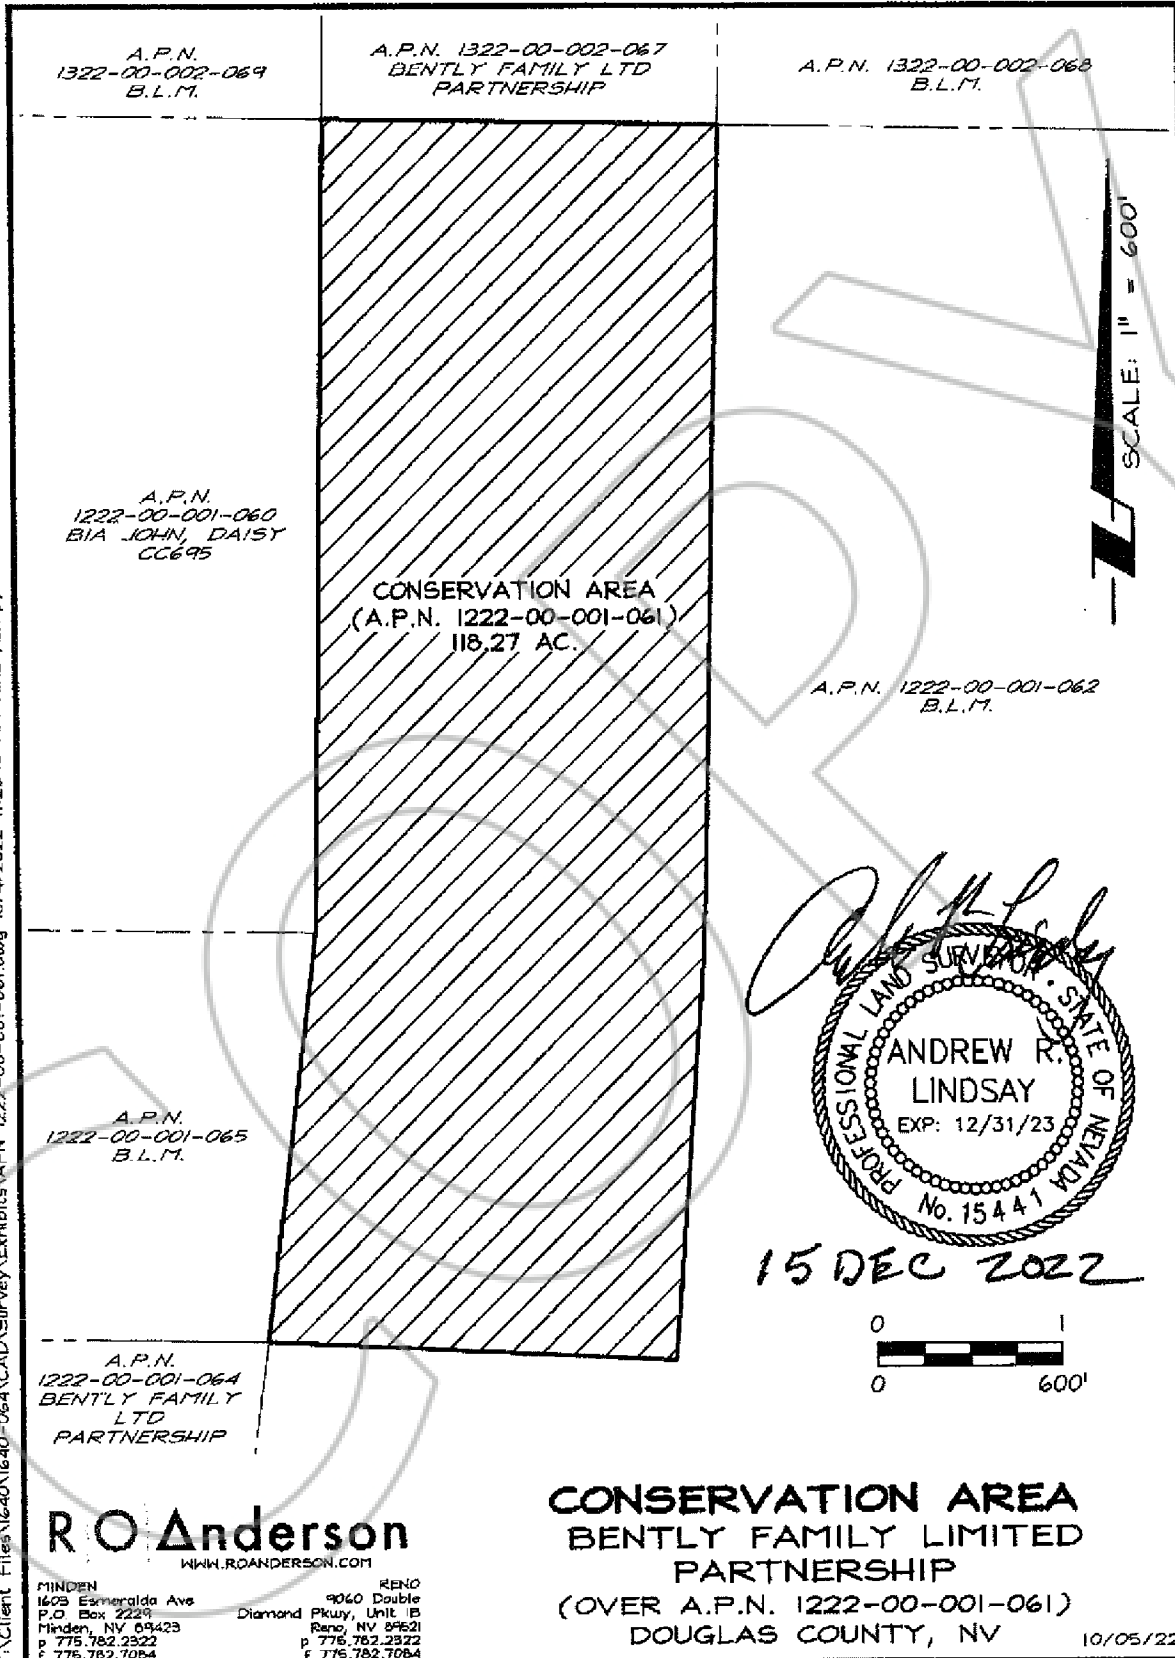 A.P.N.
1322-00-002-069
B.L.M.
A.P.N. 1322-00-002-067
BENTLY FAMILY LTD
PARTNERSHIP
A.P.N. 1322-00-002-068
B.L.M.
SCALE: 1" = 600'
A.P.N.
1222-00-001-060
BIA JOHN, DAISY
CC695
CONSERVATION AREA
(A.P.N. 1222-00-001-061)
118.27 AC.
A.P.N. 1222-00-001-062
B.L.M.
PROFESSIONAL LAND SURVEYOR · STATE OF NEVADA
ANDREW R.
LINDSAY
EXP: 12/31/23
No. 15441
15 DEC 2022
A.P.N.
1222-00-001-065
B.L.M.
A.P.N.
1222-00-001-064
BENTLY FAMILY
LTD
PARTNERSHIP
0 1
0 600'
COPY
R O Anderson
WWW.ROANDERSON.COM
MINDEN
1603 Esmeralda Ave
P.O. Box 2229
Minden, NV 89423
p 775.782.2322
f 775.782.7084
RENO
9060 Double
Diamond Pkwy, Unit 1B
Reno, NV 89521
p 775.782.2322
f 775.782.7084
CONSERVATION AREA
BENTLY FAMILY LIMITED
PARTNERSHIP
(OVER A.P.N. 1222-00-001-061)
DOUGLAS COUNTY, NV
10/05/22